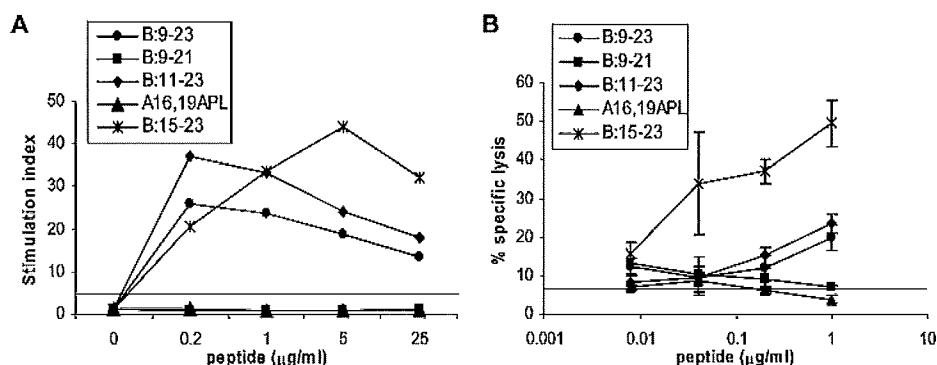 A
B:9-23
B:9-21
B:11-23
A16,19APL
B:15-23
Stimulation index
50
40
30
20
10
0
0 0.2 1 5 25
peptide (µg/ml)
B
B:9-23
B:9-21
B:11-23
A16,19APL
B:15-23
% specific lysis
60
50
40
30
20
10
0
0.001 0.01 0.1 1 10
peptide (µg/ml)